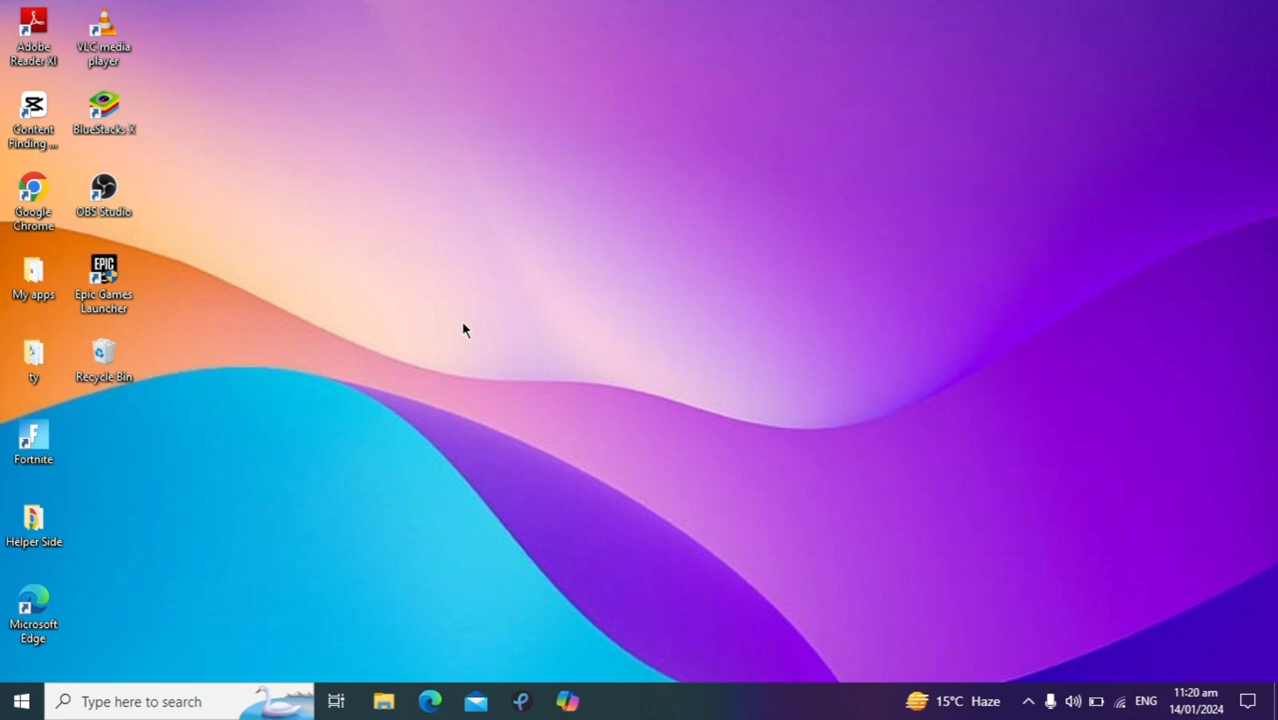 Adobe
Reader XI
VLC media
player
Content
Finding ...
BlueStacks X
Google
Chrome
OBS Studio
My apps
EPIC
GAMES
Epic Games
Launcher
ty
Recycle Bin
F
Fortnite
Helper Side
Microsoft
Edge
Type here to search
15°C Haze
ENG
11:20 am
14/01/2024